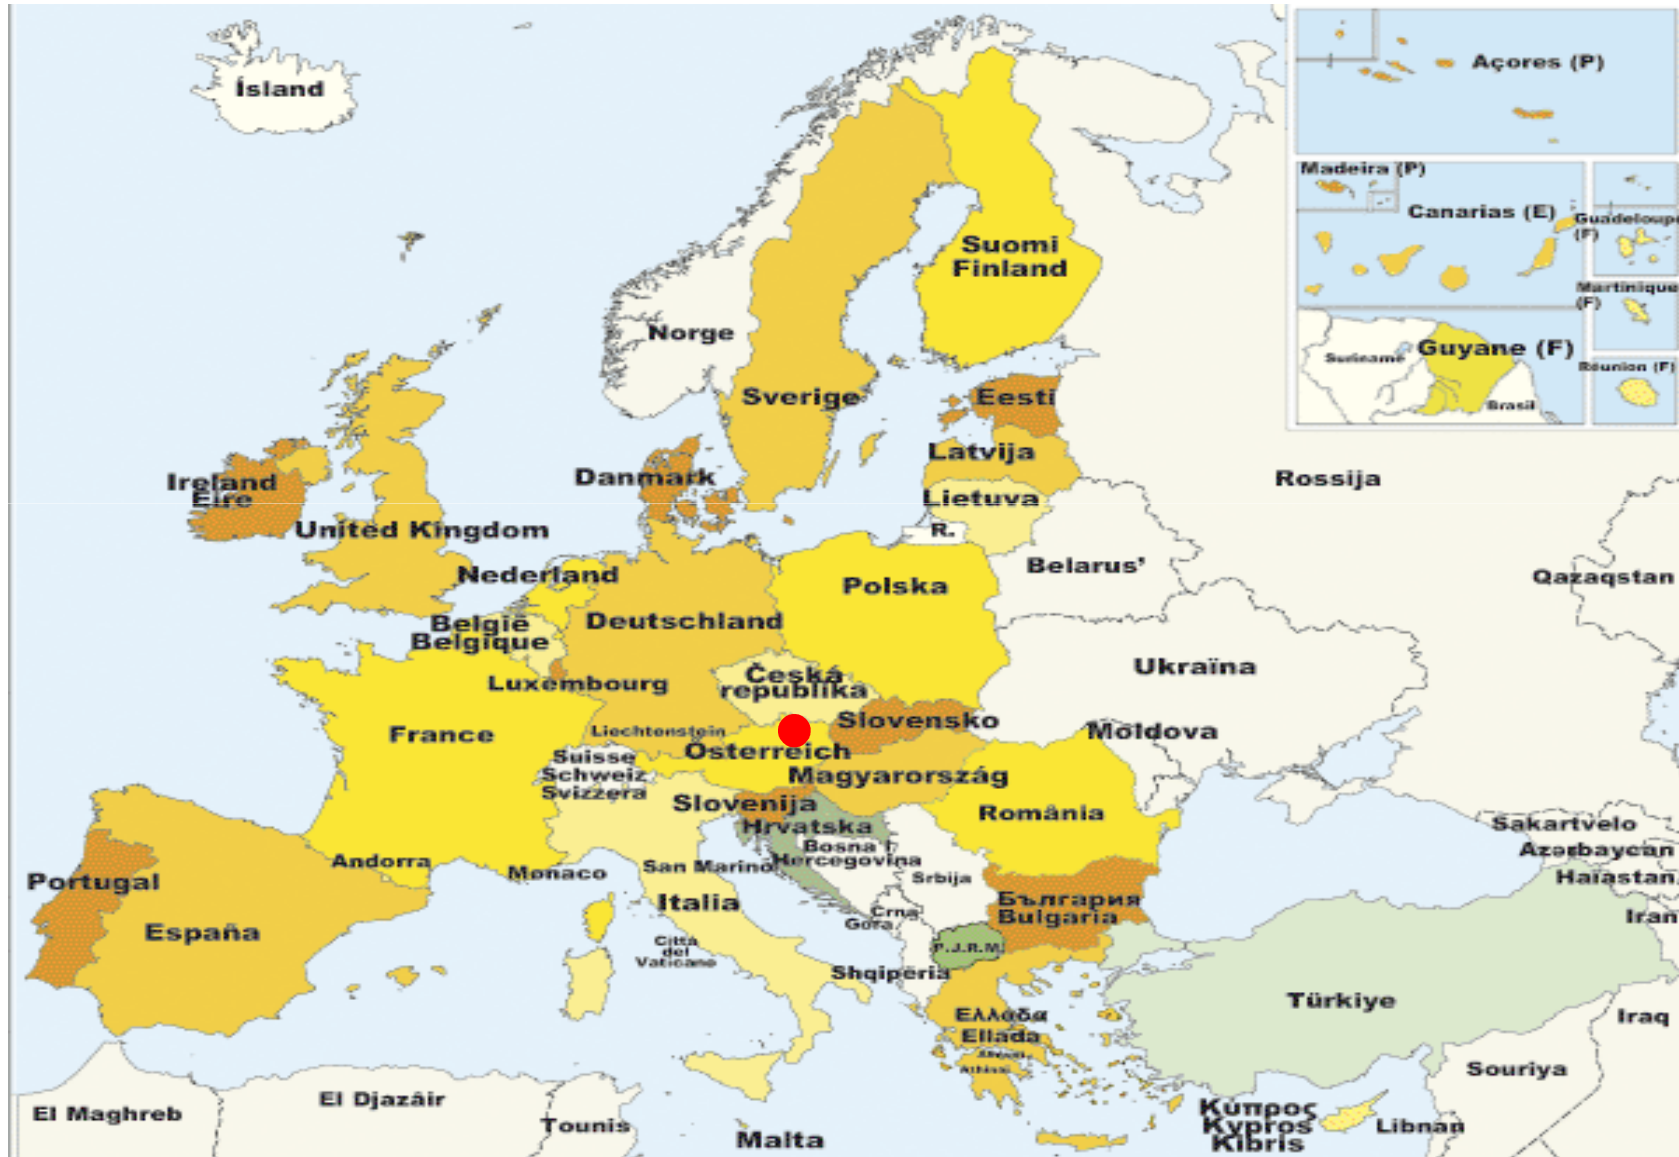 Ísland
Açores (P)
Madeira (P)
Canarias (E)
Guadeloupe
(F)
Martinique
(F)
Suriname
Guyane (F)
Brasil
Réunion (F)
Suomi
Finland
Norge
Sverige
Eesti
Latvija
Lietuva
R.
Rossija
Danmark
Ireland
Eire
United Kingdom
Nederland
België
Belgique
Deutschland
Polska
Belarus’
Qazaqstan
Luxembourg
Česká
republika
Ukraïna
France
Liechtenstein
Österreich
Slovensko
Moldova
Suisse
Schweiz
Svizzera
Magyarország
Slovenija
Hrvatska
România
Bosna i
Hercegovina
Sakartvelo
Azərbaycan
Haïastan
Iran
Andorra
Monaco
San Marino
Srbija
Portugal
España
Italia
Città
del
Vaticano
Crna
Gora
България
Bulgaria
P.J.R.M.
Shqipëria
Türkiye
Iraq
Ελλάδα
Ellada
Souriya
El Maghreb
El Djazâir
Tounis
Malta
Κύπρος
Kypros
Kibris
Libnan